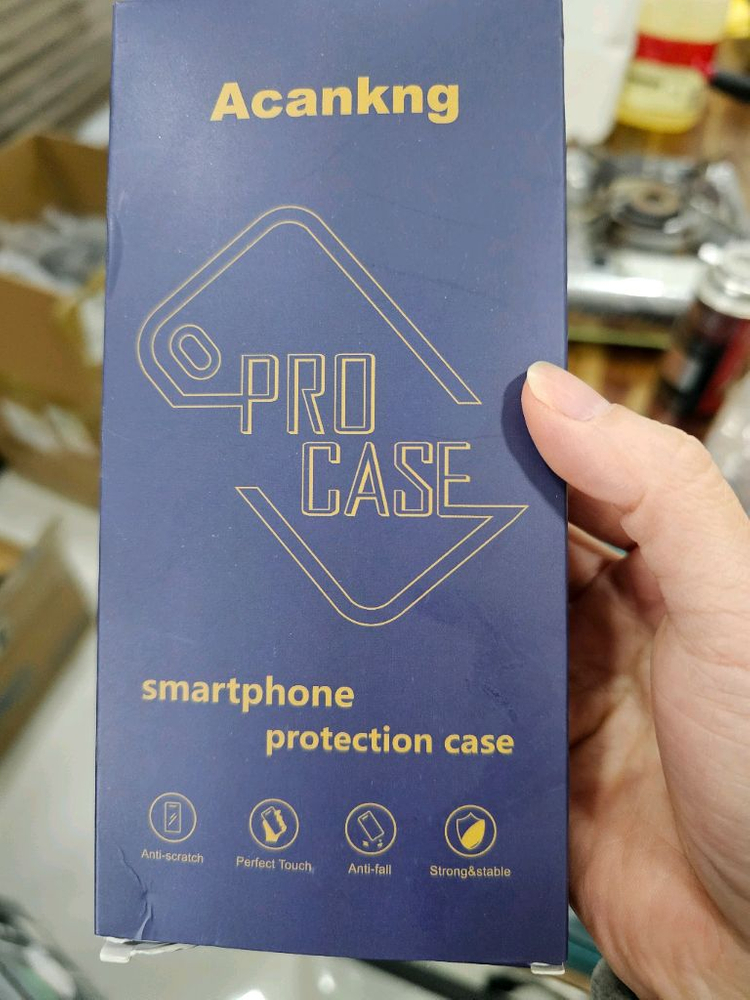 Acankng
PRO
CASE
smartphone
protection case
Anti-scratch
Perfect Touch
Anti-fall
Strong&stable